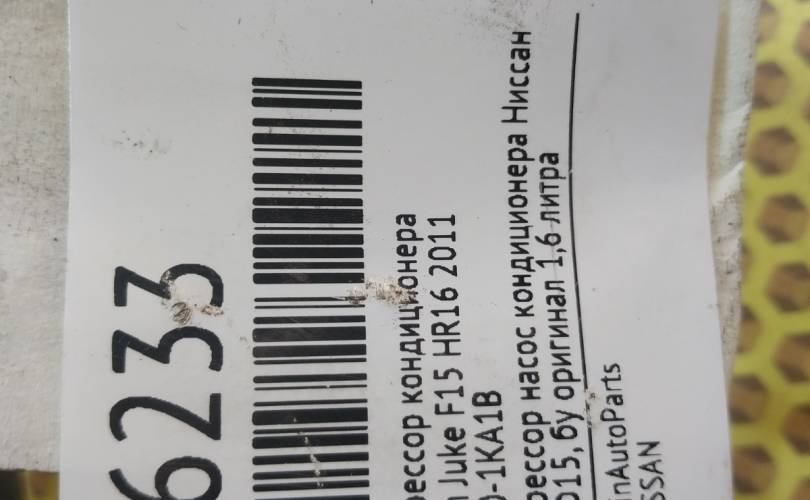 6233
рессор кондиционера
n Juke F15 HR16 2011
0-1KA1B
рессор насос кондиционера Ниссан
015, бу оригинал 1,6 литра
nAutoParts
SSAN